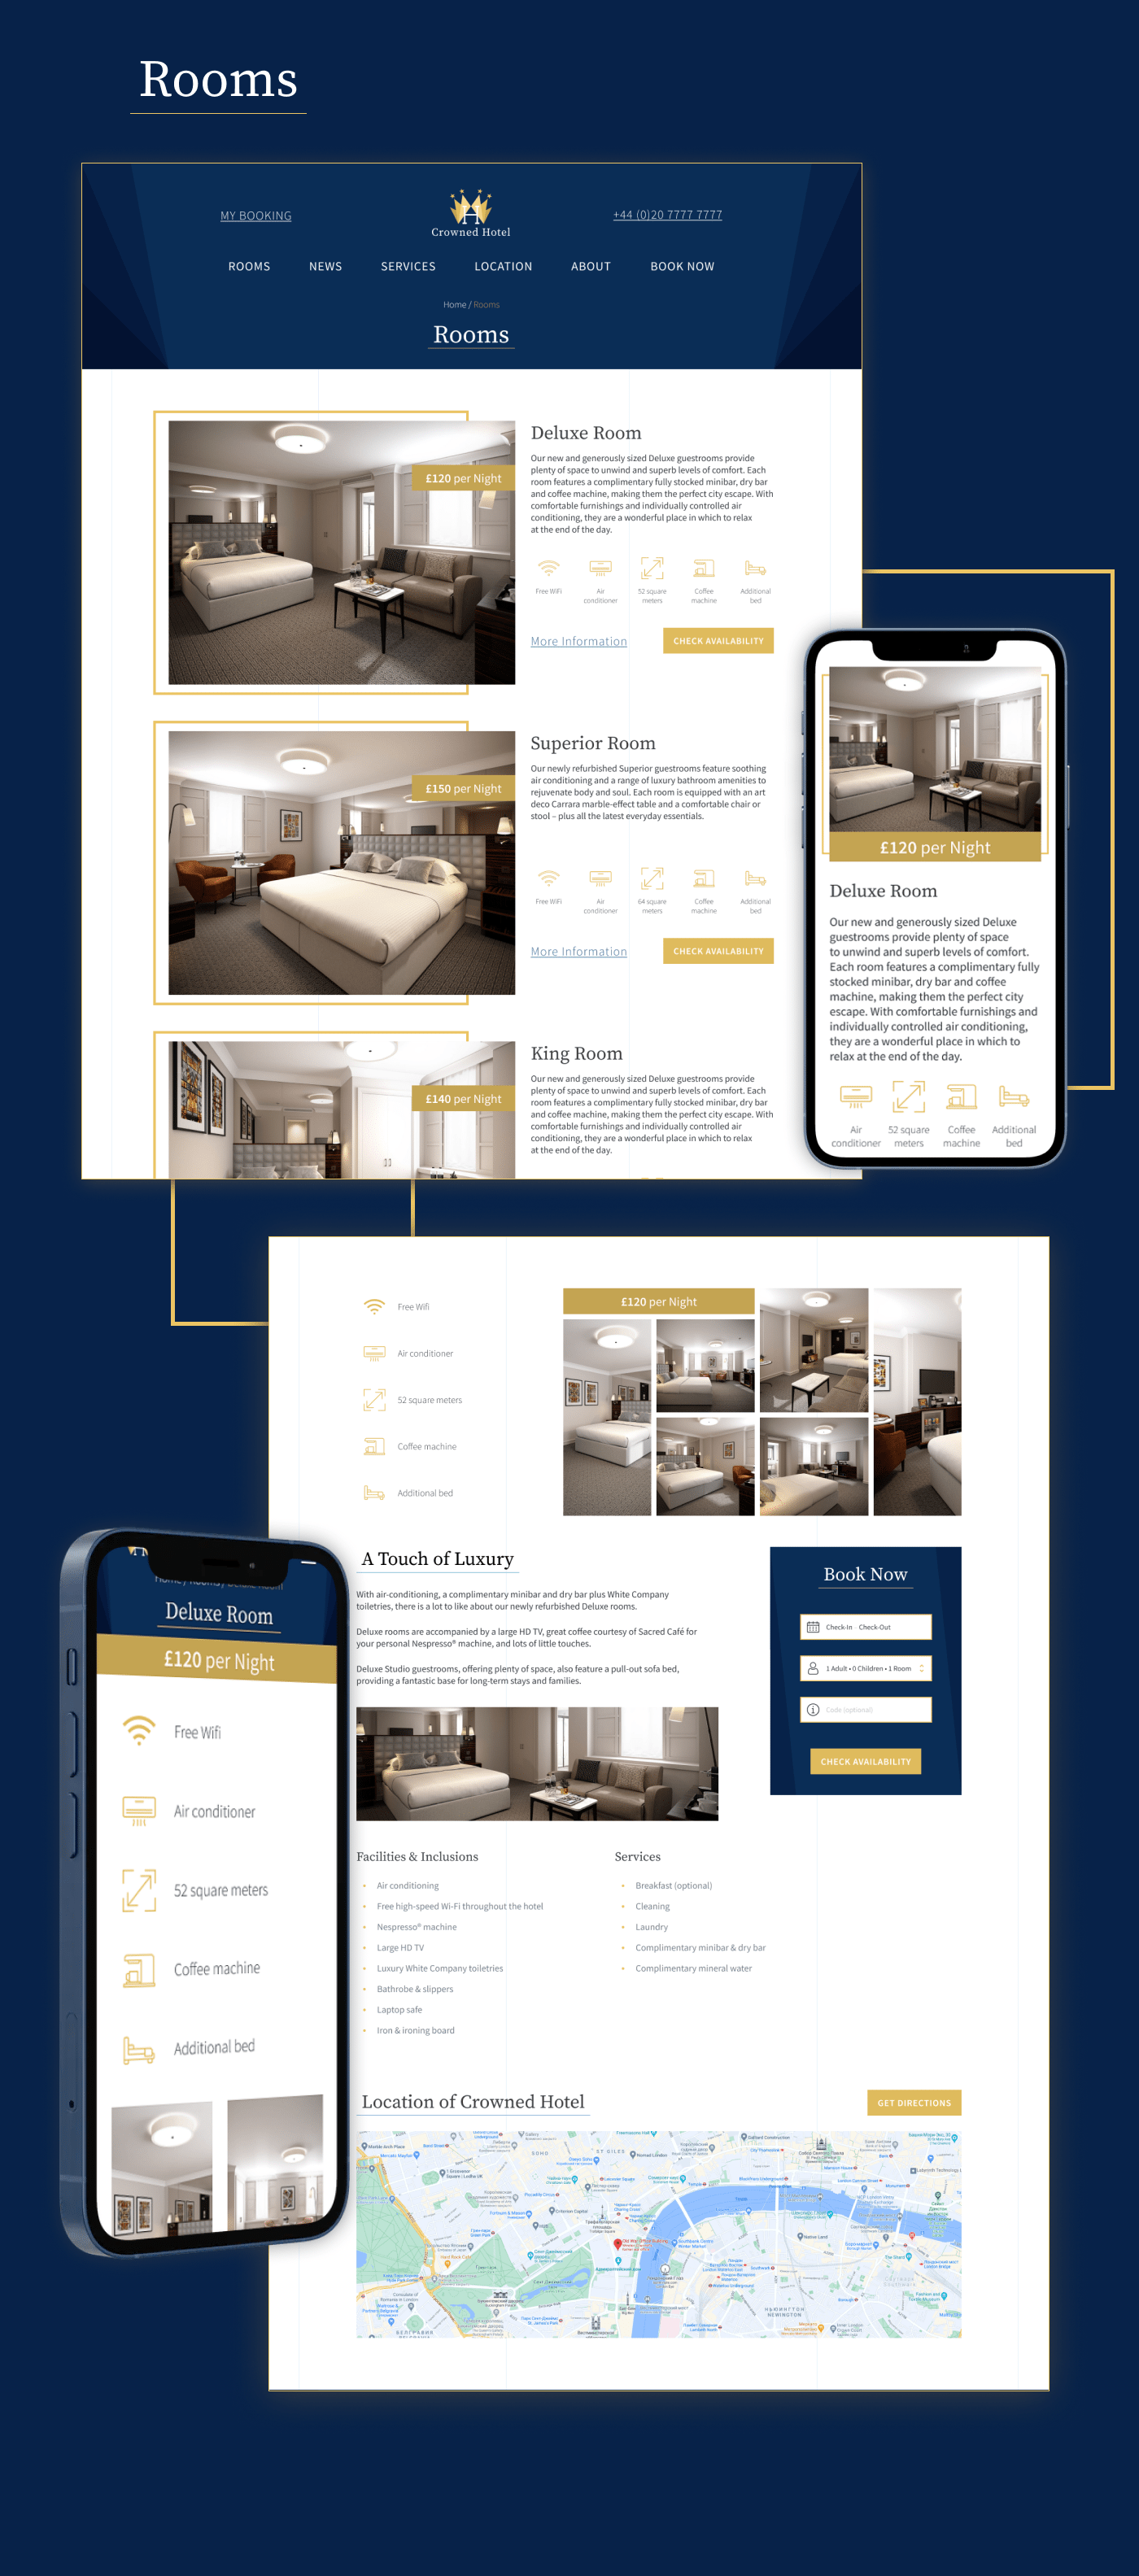 Rooms
MY BOOKING
Crowned Hotel
+44 (0)20 7777 7777
ROOMS NEWS SERVICES LOCATION ABOUT BOOK NOW
Home / Rooms
Rooms
£120 per Night
Deluxe Room
Our new and generously sized Deluxe guestrooms provide
plenty of space to unwind and superb levels of comfort. Each
room features a complimentary fully stocked minibar, dry bar
and coffee machine, making them the perfect city escape. With
comfortable furnishings and individually controlled air
conditioning, they are a wonderful place in which to relax
at the end of the day.
Free WiFi
Air
conditioner
52 square
meters
Coffee
machine
Additional
bed
More Information
CHECK AVAILABILITY
£150 per Night
Superior Room
Our newly refurbished Superior guestrooms feature soothing
air conditioning and a range of luxury bathroom amenities to
rejuvenate body and soul. Each room is equipped with an art
deco Carrara marble-effect table and a comfortable chair or
stool – plus all the latest everyday essentials.
Free WiFi
Air
conditioner
64 square
meters
Coffee
machine
Additional
bed
More Information
CHECK AVAILABILITY
£140 per Night
King Room
Our new and generously sized Deluxe guestrooms provide
plenty of space to unwind and superb levels of comfort. Each
room features a complimentary fully stocked minibar, dry bar
and coffee machine, making them the perfect city escape. With
comfortable furnishings and individually controlled air
conditioning, they are a wonderful place in which to relax
at the end of the day.
£120 per Night
Deluxe Room
Our new and generously sized Deluxe
guestrooms provide plenty of space
to unwind and superb levels of comfort.
Each room features a complimentary fully
stocked minibar, dry bar and coffee
machine, making them the perfect city
escape. With comfortable furnishings and
individually controlled air conditioning,
they are a wonderful place in which to
relax at the end of the day.
Air
conditioner
52 square
meters
Coffee
machine
Additional
bed
Free Wifi
Air conditioner
52 square meters
Coffee machine
Additional bed
£120 per Night
A Touch of Luxury
With air-conditioning, a complimentary minibar and dry bar plus White Company
toiletries, there is a lot to like about our newly refurbished Deluxe rooms.
Deluxe rooms are accompanied by a large HD TV, great coffee courtesy of Sacred Café for
your personal Nespresso® machine, and lots of little touches.
Deluxe Studio guestrooms, offering plenty of space, also feature a pull-out sofa bed,
providing a fantastic base for long-term stays and families.
Book Now
Check-In Check-Out
1 Adult • 0 Children • 1 Room
Code (optional)
CHECK AVAILABILITY
Deluxe Room
£120 per Night
Free Wifi
Air conditioner
52 square meters
Coffee machine
Additional bed
Facilities & Inclusions
Air conditioning
Free high-speed Wi-Fi throughout the hotel
Nespresso® machine
Large HD TV
Luxury White Company toiletries
Bathrobe & slippers
Laptop safe
Iron & ironing board
Services
Breakfast (optional)
Cleaning
Laundry
Complimentary minibar & dry bar
Complimentary mineral water
Location of Crowned Hotel
GET DIRECTIONS
SOHO
ST GILES
NEWINGTON